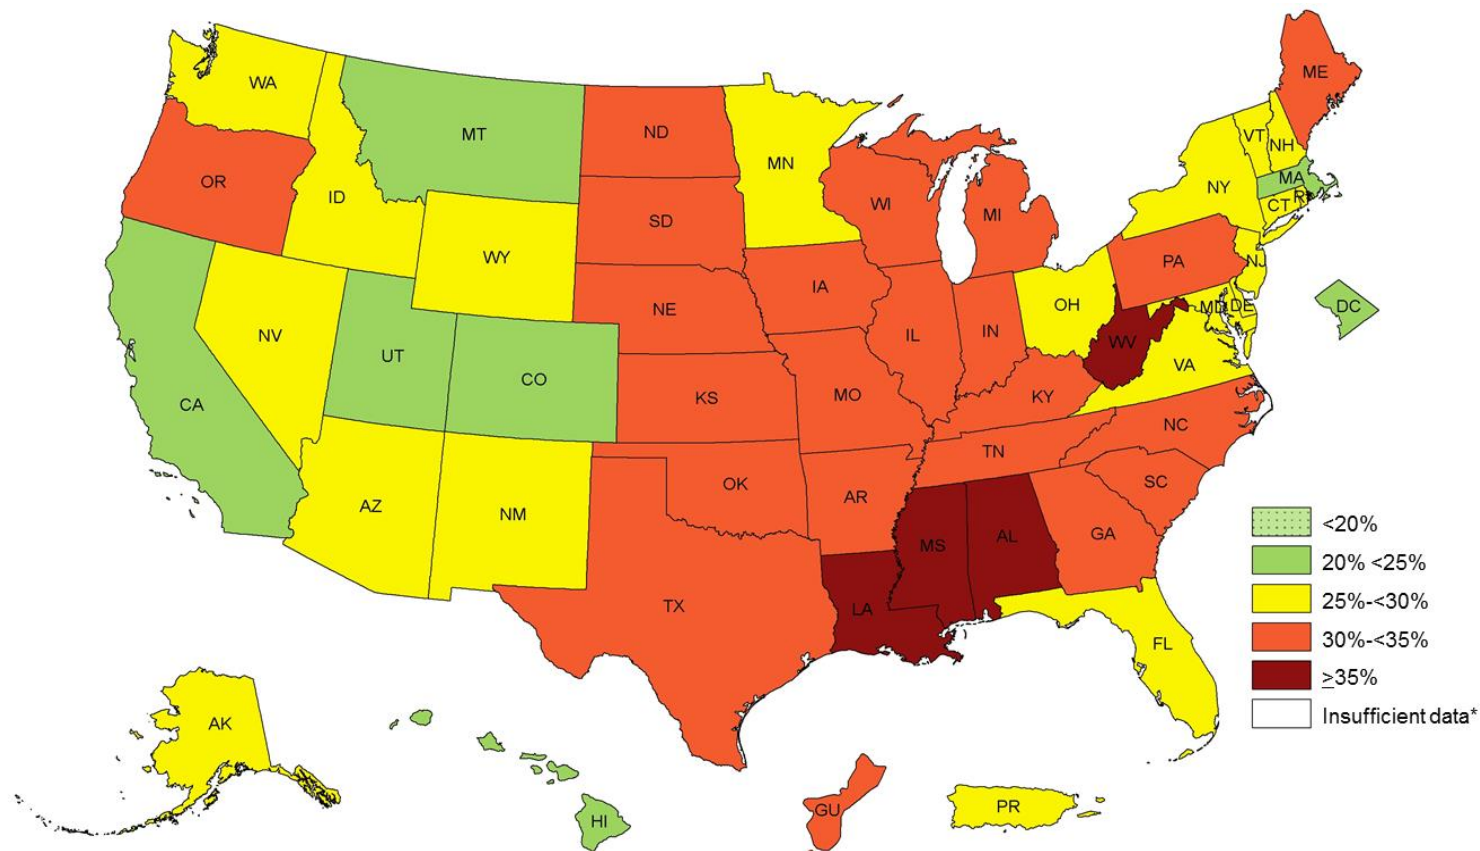 ME
WA
MT
ND
MN
VT
NH
OR
ID
SD
WI
MI
NY
MA
CT
RI
WY
NE
IA
PA
NJ
OH
MD
DE
DC
NV
UT
CO
IL
IN
WV
VA
CA
KS
MO
KY
NC
TN
AZ
NM
OK
AR
SC
MS
AL
GA
TX
LA
FL
<20%
20% <25%
25%-<30%
30%-<35%
≥35%
Insufficient data*
AK
HI
GU
PR